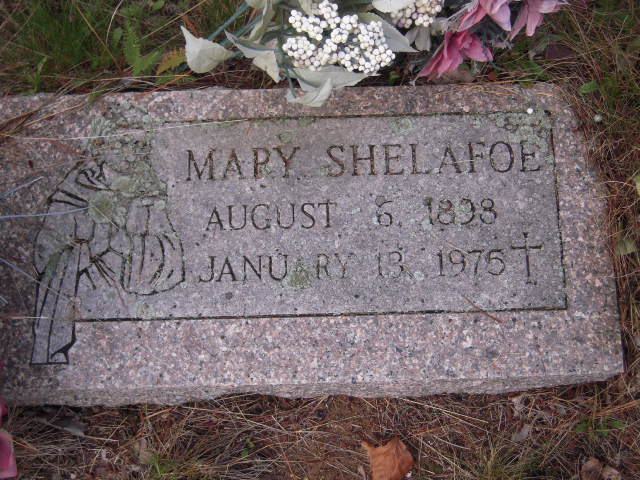 MARY SHELAFOE
AUGUST 6, 1898
JANUARY 13, 1975